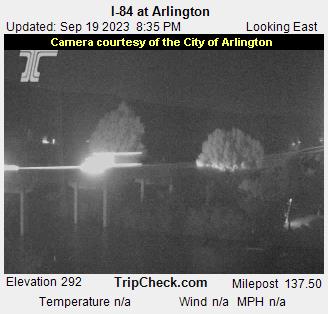 I-84 at Arlington
Updated: Sep 19 2023 8:35 PM Looking East
Camera courtesy of the City of Arlington
Elevation 292 TripCheck.com Milepost 137.50
Temperature n/a Wind n/a MPH n/a